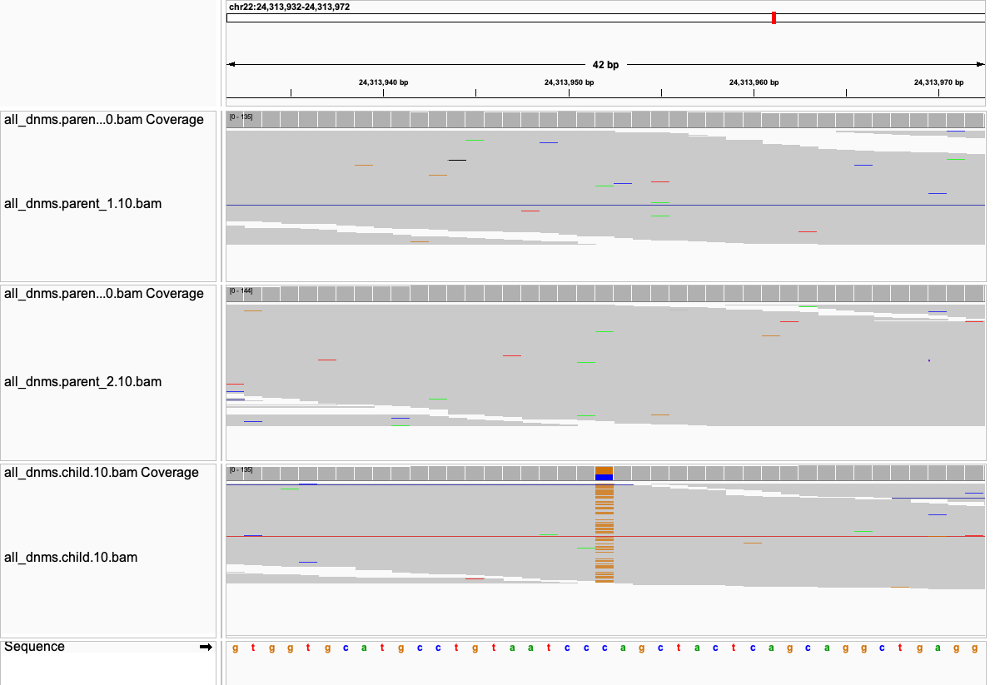 chr22:24,313,932-24,313,972
42 bp
24,313,940 bp 24,313,950 bp 24,313,960 bp 24,313,970 bp
all_dnms.paren...0.bam Coverage
[0 - 135]
all_dnms.parent_1.10.bam
all_dnms.paren...0.bam Coverage
[0 - 144]
all_dnms.parent_2.10.bam
all_dnms.child.10.bam Coverage
[0 - 135]
all_dnms.child.10.bam
Sequence g t g g t g c a t g c c t g t a a t c c c a g c t a c t c a g c a g g c t g a g g